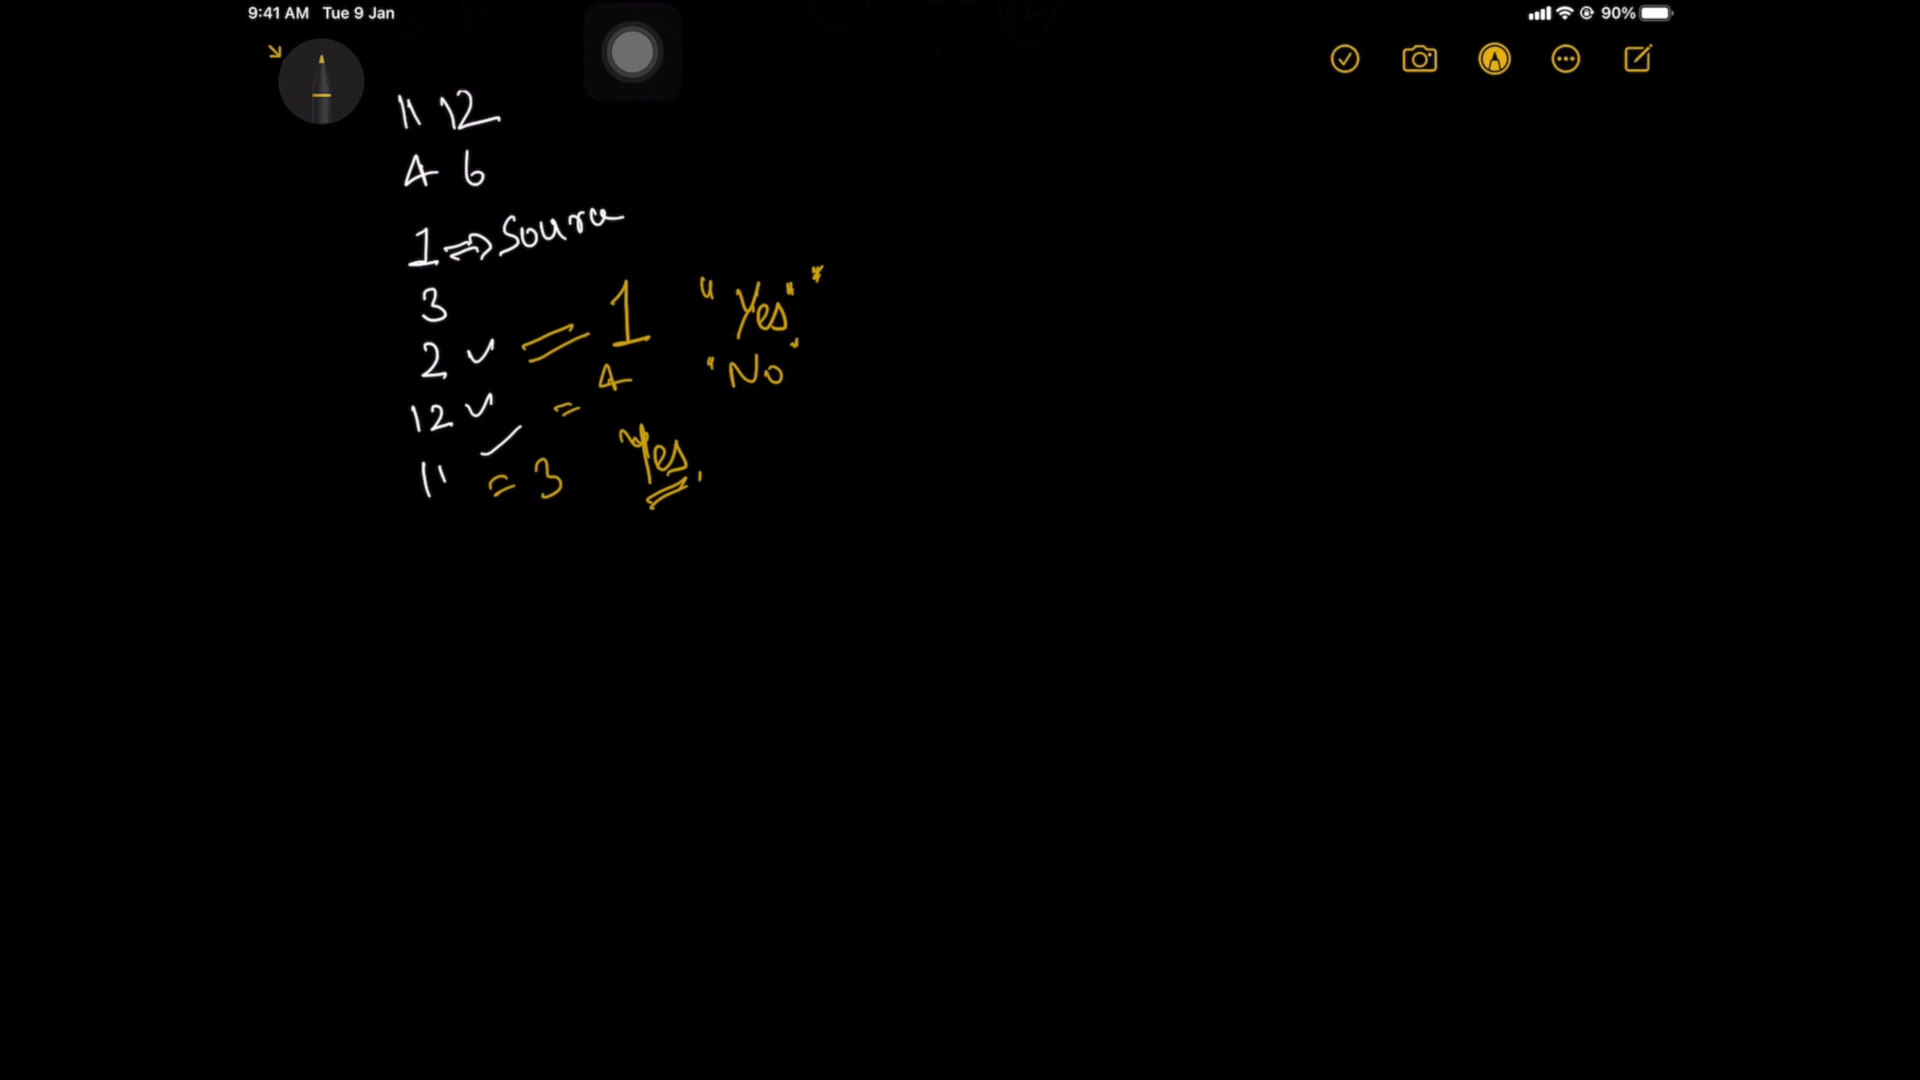 9:41 AM Tue 9 Jan 90%
11 12
4 6
1 ⇒ Source
3
2 ✓ = 1 "Yes"
12 ✓ = 4 "No"
11 = 3 "Yes